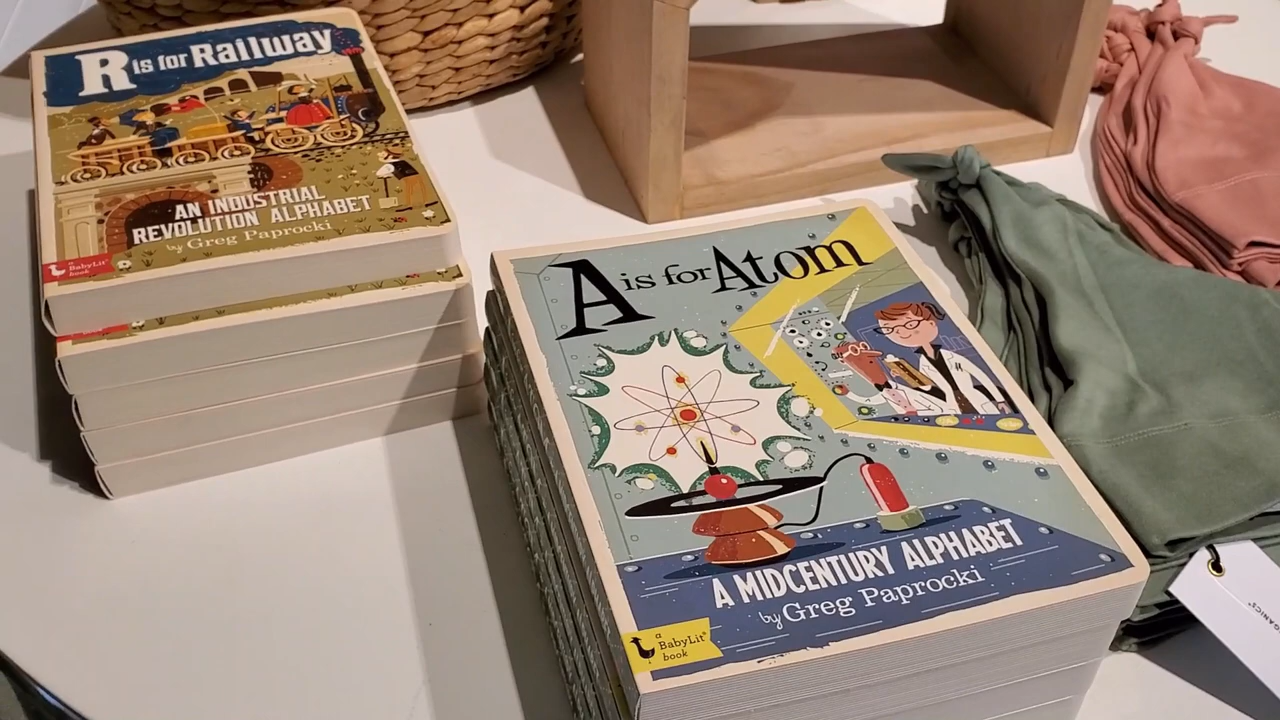 R is for Railway
AN INDUSTRIAL
REVOLUTION ALPHABET
by Greg Paprocki
a
BabyLit
book
A is for Atom
A MIDCENTURY ALPHABET
by Greg Paprocki
a
BabyLit®
book